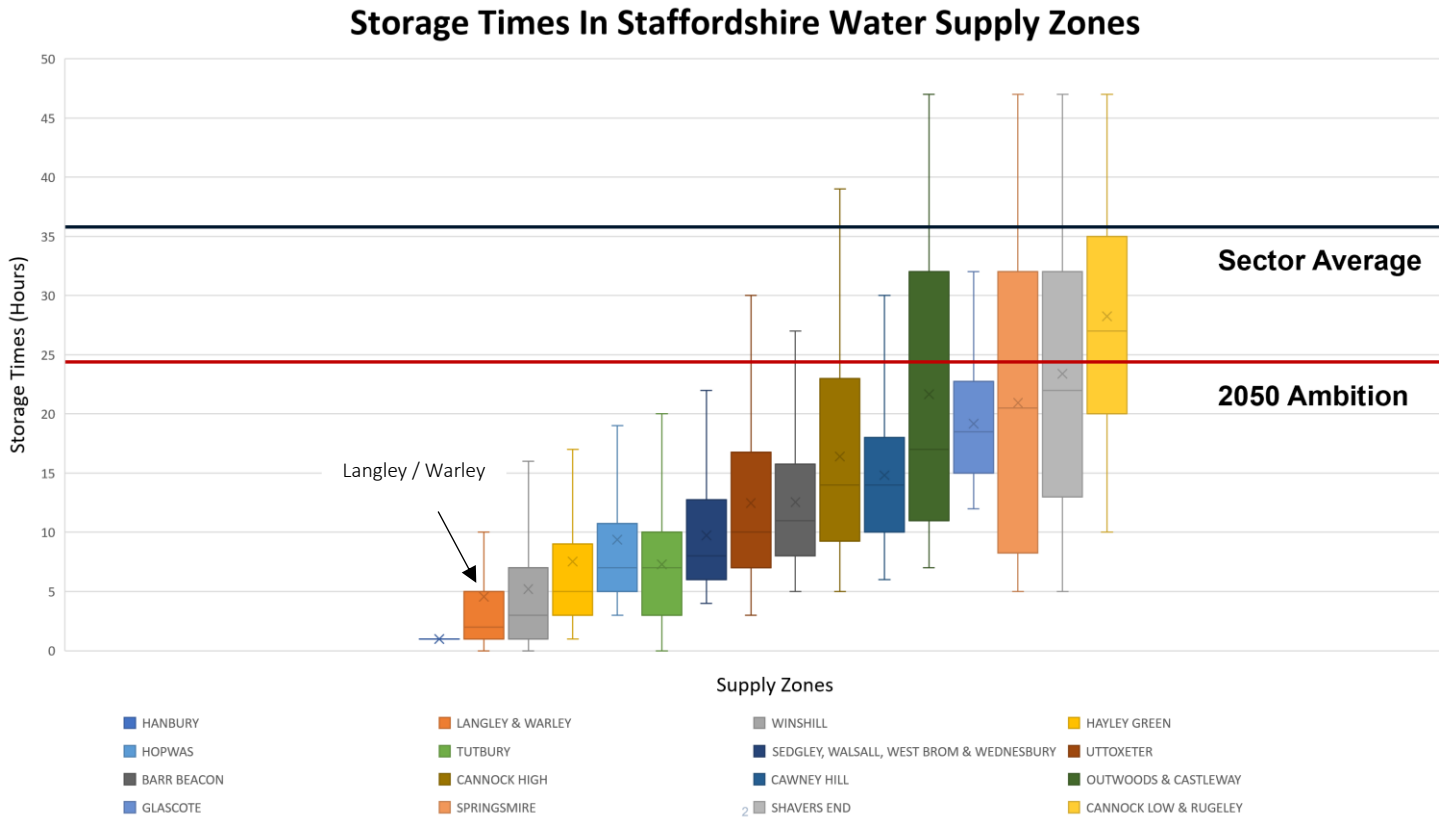 Storage Times In Staffordshire Water Supply Zones
50
45
40
35
30
25
20
15
10
5
0
Storage Times (Hours)
Sector Average
2050 Ambition
Langley / Warley
Supply Zones
HANBURY
LANGLEY & WARLEY
WINSHILL
HAYLEY GREEN
HOPWAS
TUTBURY
SEDGLEY, WALSALL, WEST BROM & WEDNESBURY
UTTOXETER
BARR BEACON
CANNOCK HIGH
CAWNEY HILL
OUTWOODS & CASTLEWAY
GLASCOTE
SPRINGSMIRE
2
SHAVERS END
CANNOCK LOW & RUGELEY